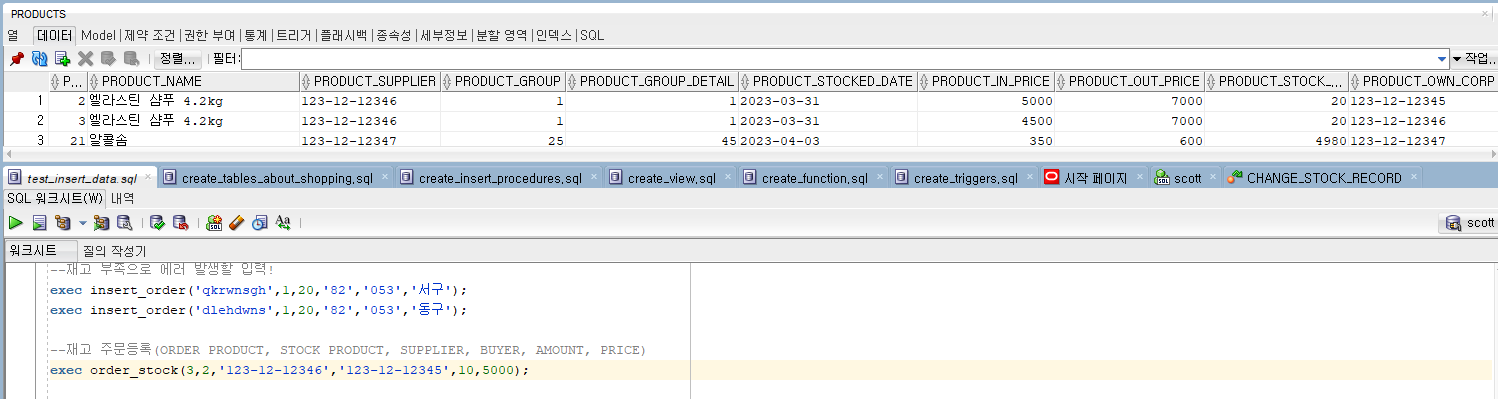 PRODUCTS
열 데이터 Model |제약 조건 |권한 부여 |통계 |트리거 |플래시백 |종속성 |세부정보 |분할 영역 |인덱스 |SQL
정렬... 필터: 작업...
P... PRODUCT_NAME PRODUCT_SUPPLIER PRODUCT_GROUP PRODUCT_GROUP_DETAIL PRODUCT_STOCKED_DATE PRODUCT_IN_PRICE PRODUCT_OUT_PRICE PRODUCT_STOCK_... PRODUCT_OWN_CORP
1 2 엘라스틴 샴푸 4.2kg 123-12-12346 1 1 2023-03-31 5000 7000 20 123-12-12345
2 3 엘라스틴 샴푸 4.2kg 123-12-12346 1 1 2023-03-31 4500 7000 20 123-12-12346
3 21 알콜솜 123-12-12347 25 45 2023-04-03 350 600 4980 123-12-12347
test_insert_data.sql create_tables_about_shopping.sql create_insert_procedures.sql create_view.sql create_function.sql create_triggers.sql 시작 페이지 scott CHANGE_STOCK_RECORD
SQL 워크시트(W) 내역
scott
워크시트 질의 작성기
--재고 부족으로 에러 발생할 입력!
exec insert_order('qkrwnsgh',1,20,'82','053','서구');
exec insert_order('dlehdwns',1,20,'82','053','동구');
--재고 주문등록(ORDER PRODUCT, STOCK PRODUCT, SUPPLIER, BUYER, AMOUNT, PRICE)
exec order_stock(3,2,'123-12-12346','123-12-12345',10,5000);